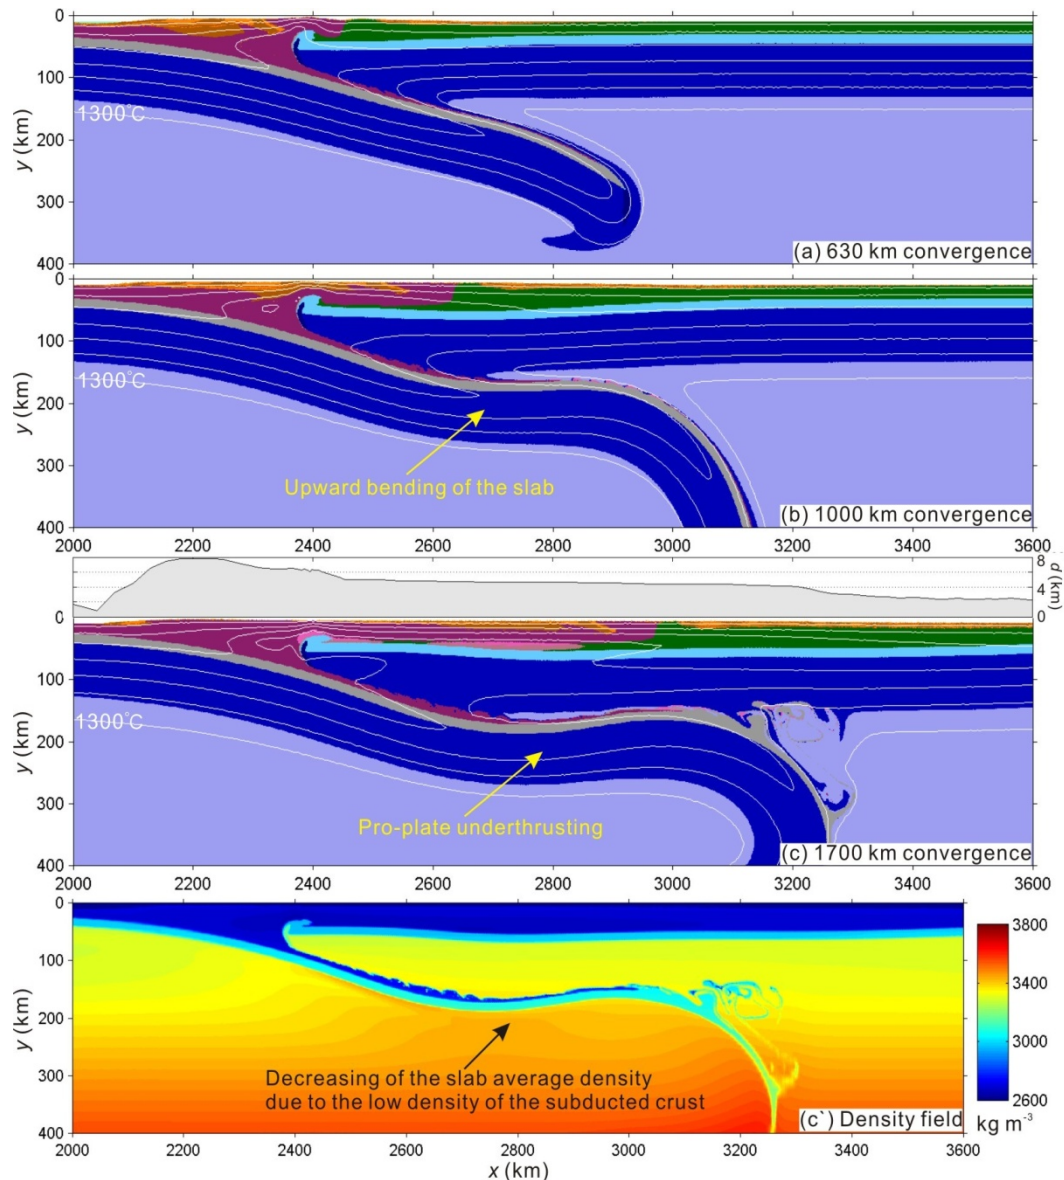 0
100
200
300
400
y (km)
1300°C
(a) 630 km convergence
0
100
200
300
400
y (km)
1300°C
Upward bending of the slab
(b) 1000 km convergence
2000 2200 2400 2600 2800 3000 3200 3400 3600
8
4
0
d (km)
0
100
200
300
400
y (km)
1300°C
Pro-plate underthrusting
(c) 1700 km convergence
2000 2200 2400 2600 2800 3000 3200 3400 3600
0
100
200
300
400
y (km)
Decreasing of the slab average density
due to the low density of the subducted crust
(c`) Density field
3800
3400
3000
2600
kg m⁻³
2000 2200 2400 2600 2800 3000 3200 3400 3600
x (km)